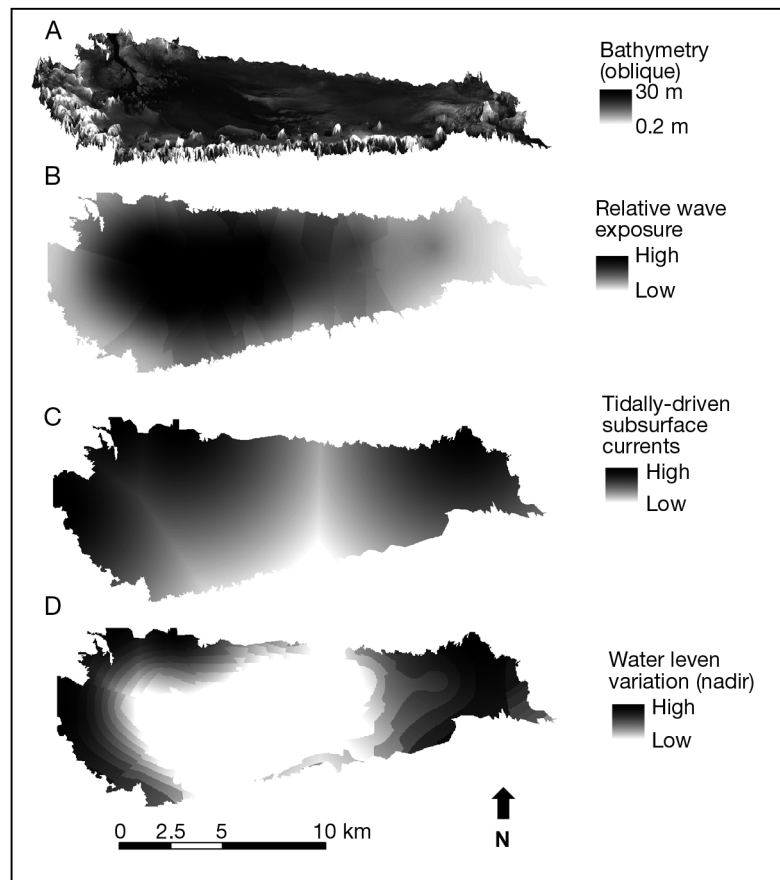 A
Bathymetry
(oblique)
30 m
0.2 m
B
Relative wave
exposure
High
Low
C
Tidally-driven
subsurface
currents
High
Low
D
Water leven
variation (nadir)
High
Low
0 2.5 5 10 km
N